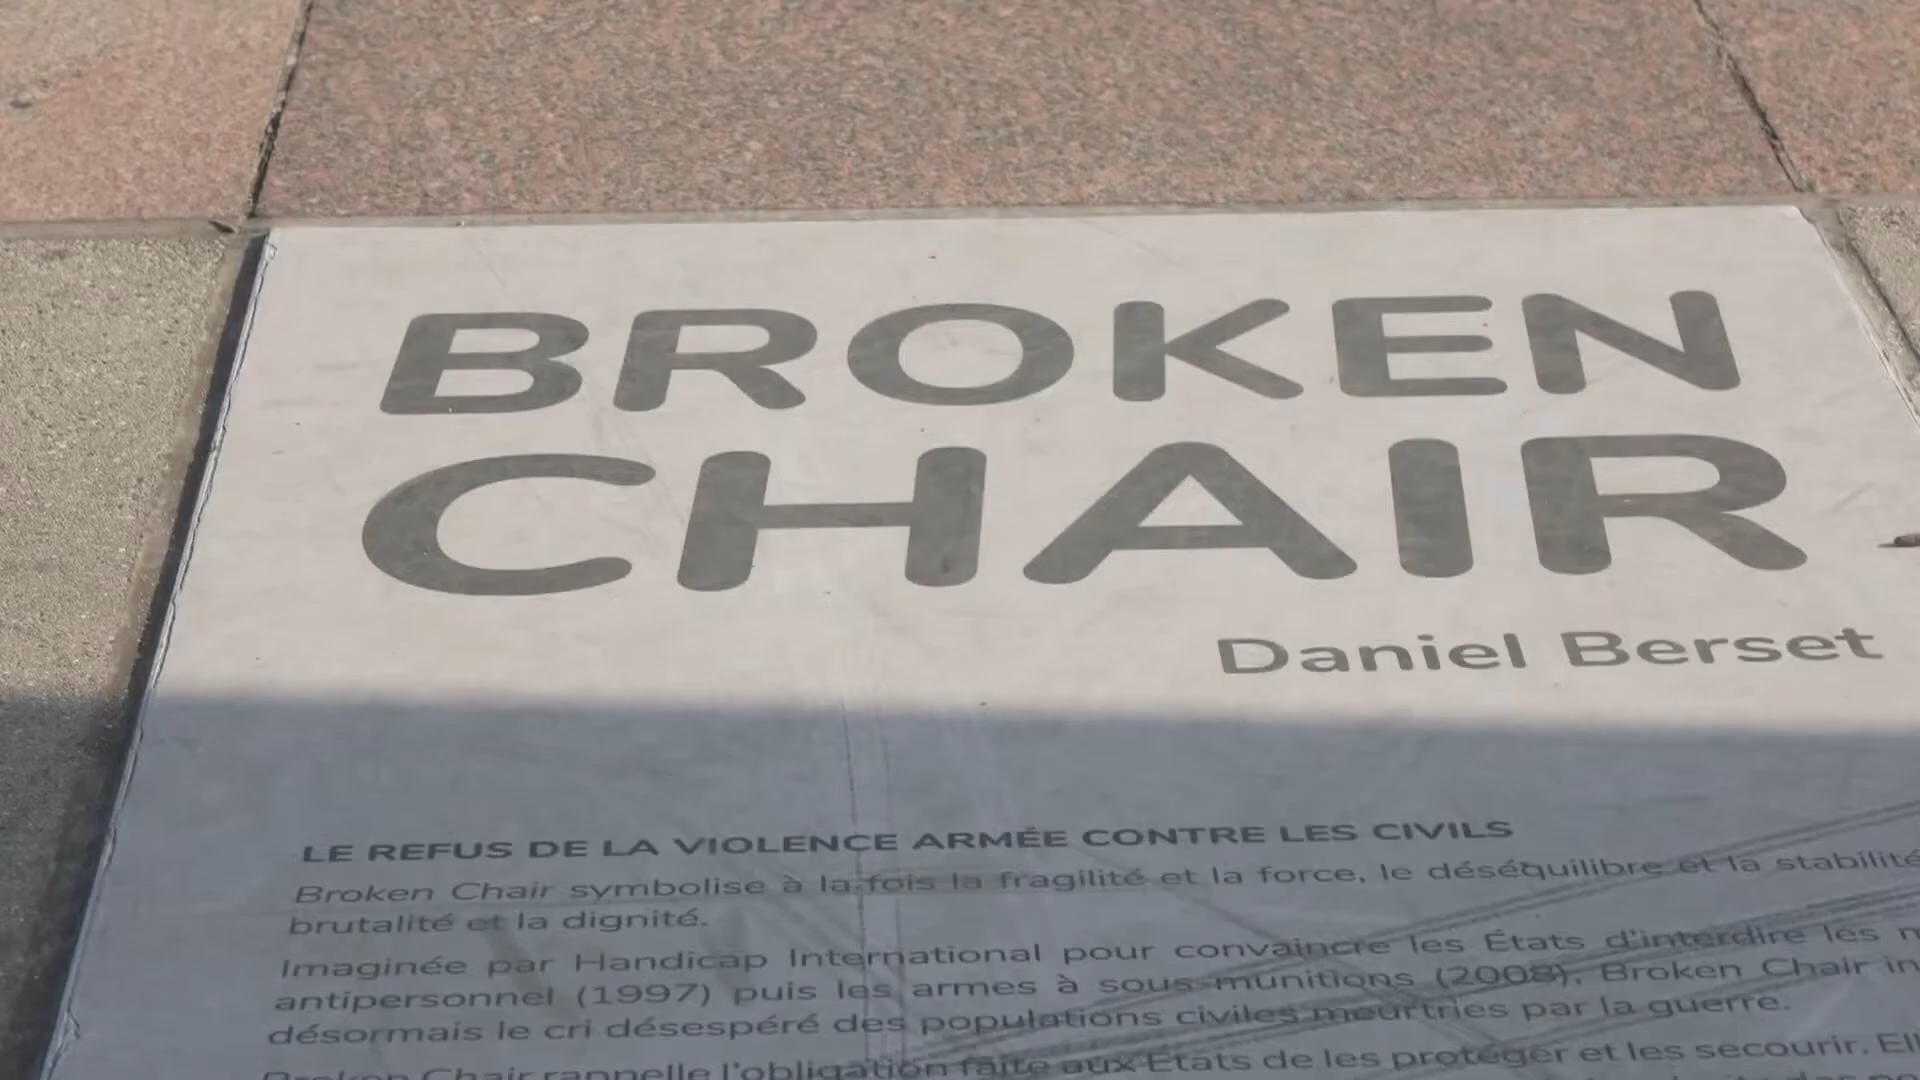 BROKEN
CHAIR
Daniel Berset
LE REFUS DE LA VIOLENCE ARMÉE CONTRE LES CIVILS
Broken Chair symbolise à la fois la fragilité et la force, le déséquilibre et la stabilité
brutalité et la dignité.
Imaginée par Handicap International pour convaincre les États d'interdire les
antipersonnel (1997) puis les armes à sous-munitions (2008), Broken Chair
désormais le cri désespéré des populations civiles meurtries par la guerre.
Broken Chair rappelle l'obligation faite aux États de les protéger et les secourir.